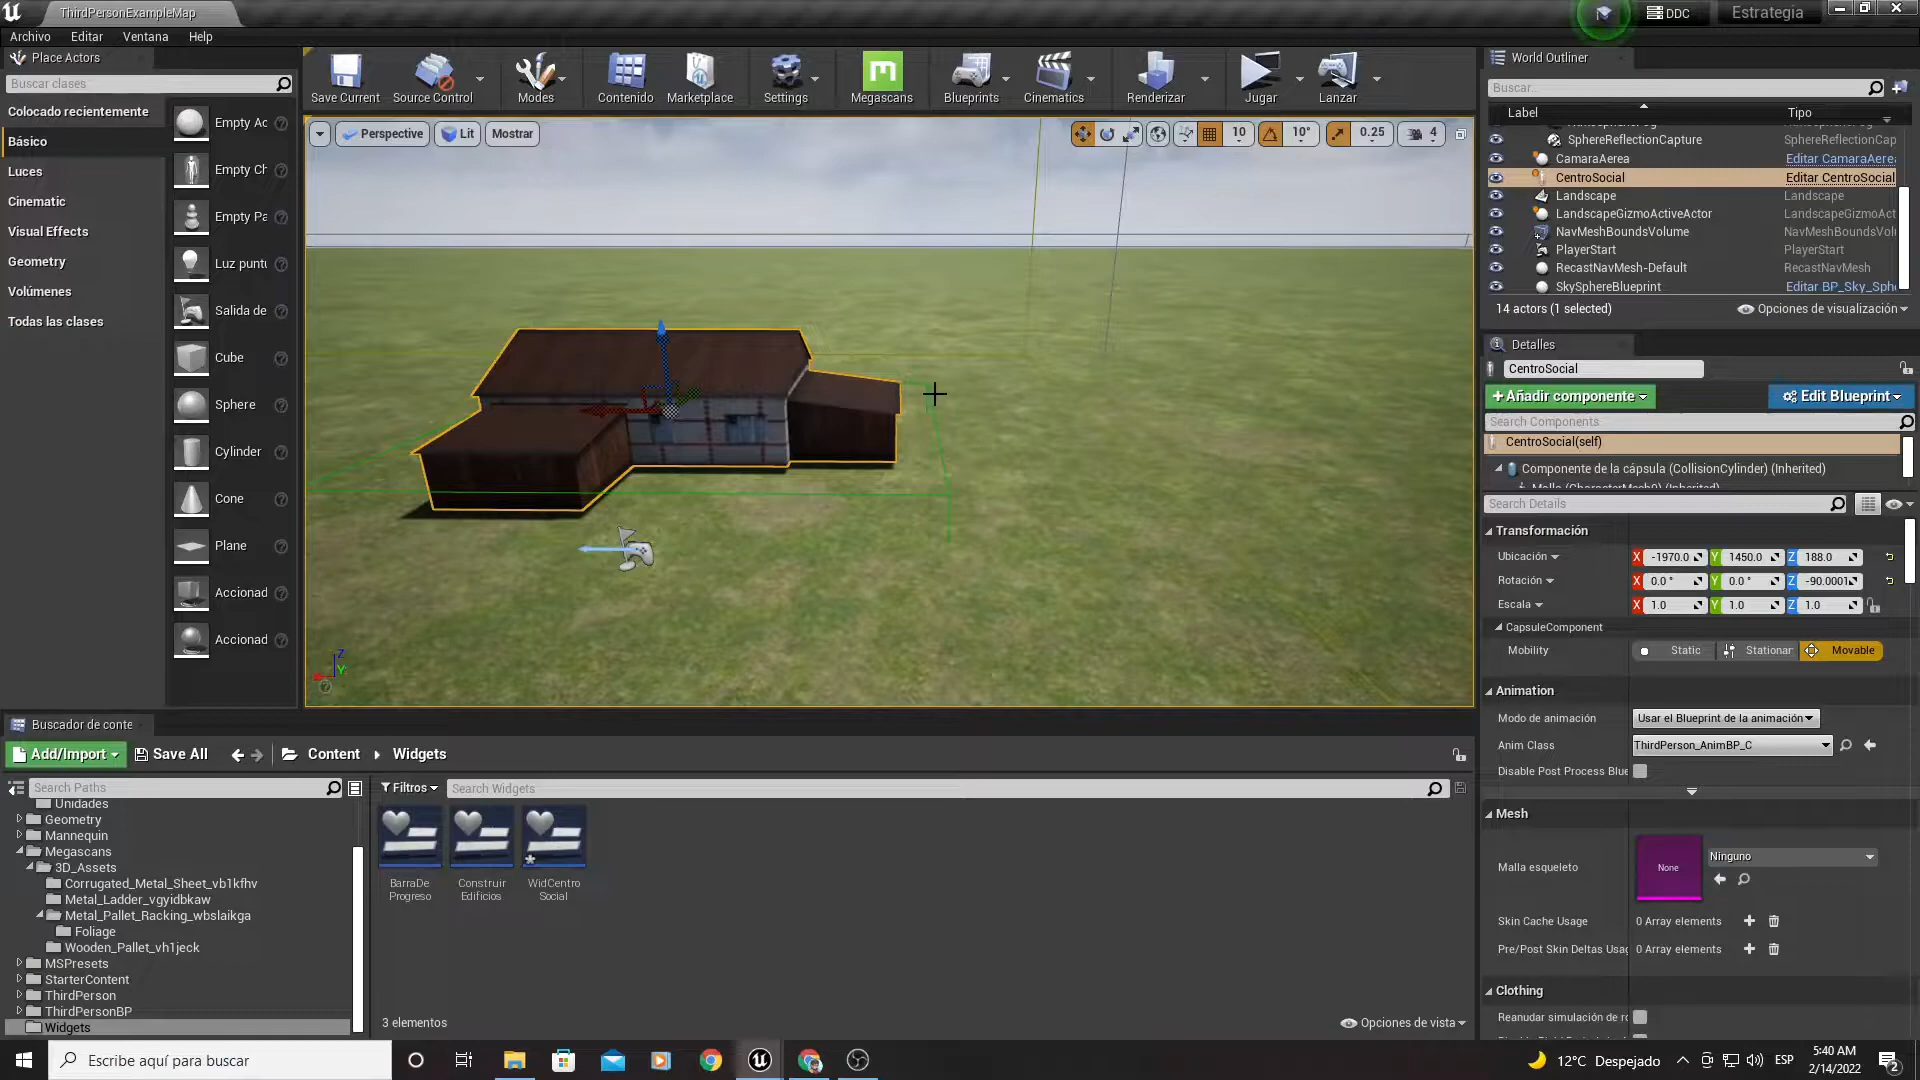 ThirdPersonExampleMap
DDC
Estrategia
Archivo
Editar
Ventana
Help
Place Actors
Buscar clases
Colocado recientemente
Básico
Luces
Cinematic
Visual Effects
Geometry
Volúmenes
Todas las clases
Empty Ac
Empty Ch
Empty Pa
Luz puntu
Salida de
Cube
Sphere
Cylinder
Cone
Plane
Accionad
Accionad
Save Current
Source Control
Modes
Contenido
Marketplace
Settings
Megascans
Blueprints
Cinematics
Renderizar
Jugar
Lanzar
Perspective
Lit
Mostrar
10
10°
0.25
4
Z
Y
World Outliner
Buscar...
Label
Tipo
SphereReflectionCapture
SphereReflectionCap
CamaraAerea
Editar CamaraAerea
CentroSocial
Editar CentroSocial
Landscape
Landscape
LandscapeGizmoActiveActor
LandscapeGizmoAct
NavMeshBoundsVolume
NavMeshBoundsVolu
PlayerStart
PlayerStart
RecastNavMesh-Default
RecastNavMesh
SkySphereBlueprint
Editar BP_Sky_Sphe
14 actors (1 selected)
Opciones de visualización
Detalles
CentroSocial
+Añadir componente
Edit Blueprint
Search Components
CentroSocial(self)
Componente de la cápsula (CollisionCylinder) (Inherited)
Malla (CharacterMesh0) (Inherited)
Search Details
Transformación
Ubicación
X -1970.0 Y 1450.0 Z 188.0
Rotación
X 0.0 ° Y 0.0 ° Z -90.0001
Escala
X 1.0 Y 1.0 Z 1.0
CapsuleComponent
Mobility
Static
Stationar
Movable
Animation
Modo de animación
Usar el Blueprint de la animación
Anim Class
ThirdPerson_AnimBP_C
Disable Post Process Blue
Mesh
Malla esqueleto
None
Ninguno
Skin Cache Usage
0 Array elements
Pre/Post Skin Deltas Usag
0 Array elements
Clothing
Reanudar simulación de ro
Buscador de conte
Add/Import
Save All
Content
Widgets
Search Paths
Filtros
Search Widgets
Unidades
Geometry
Mannequin
Megascans
3D_Assets
Corrugated_Metal_Sheet_vb1kfhv
Metal_Ladder_vgyidbkaw
Metal_Pallet_Racking_wbslaikga
Foliage
Wooden_Pallet_vh1jeck
MSPresets
StarterContent
ThirdPerson
ThirdPersonBP
Widgets
BarraDe
Progreso
Construir
Edificios
WidCentro
Social
3 elementos
Opciones de vista
Escribe aquí para buscar
12°C Despejado
ESP
5:40 AM
2/14/2022
2